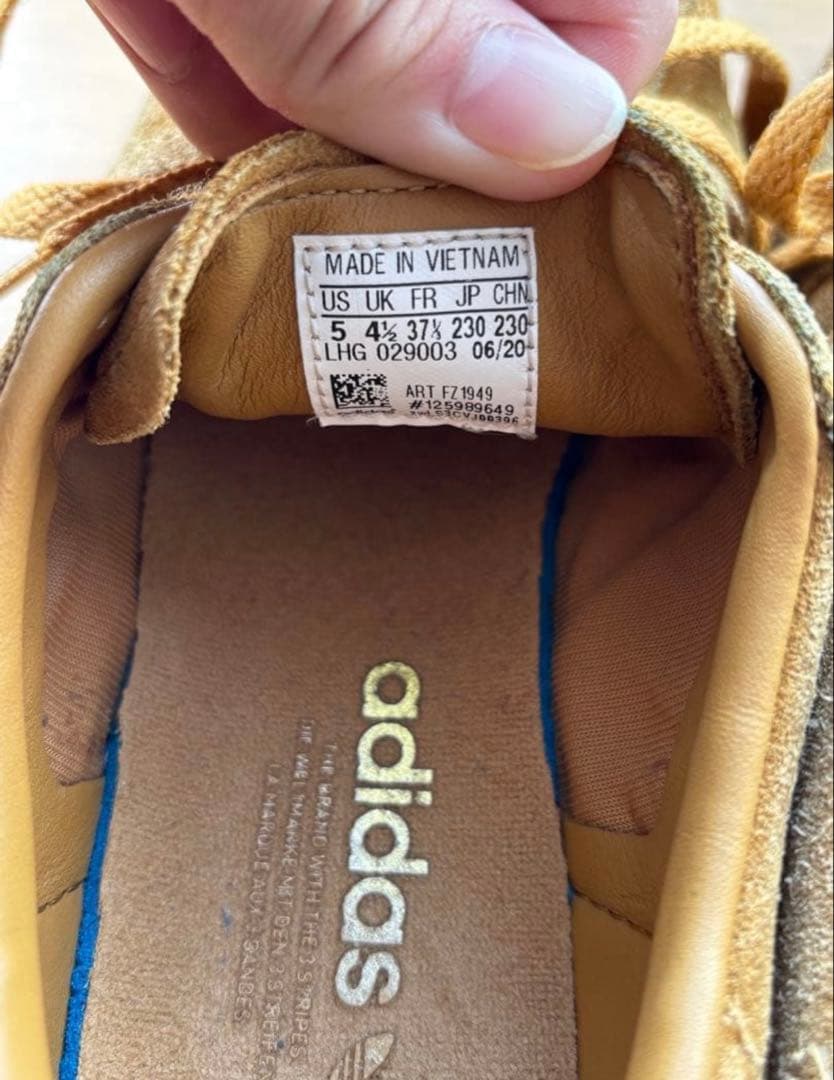 MADE IN VIETNAM
US UK FR JP CHN
5 4½ 37⅓ 230 230
LHG 029003 06/20
ART FZ1949
#125989649
adidas
THE BRAND WITH THE 3 STRIPES
DIE WELTMARKE MIT DEN 3 STREIFEN
LA MARQUE AUX 3 BANDES